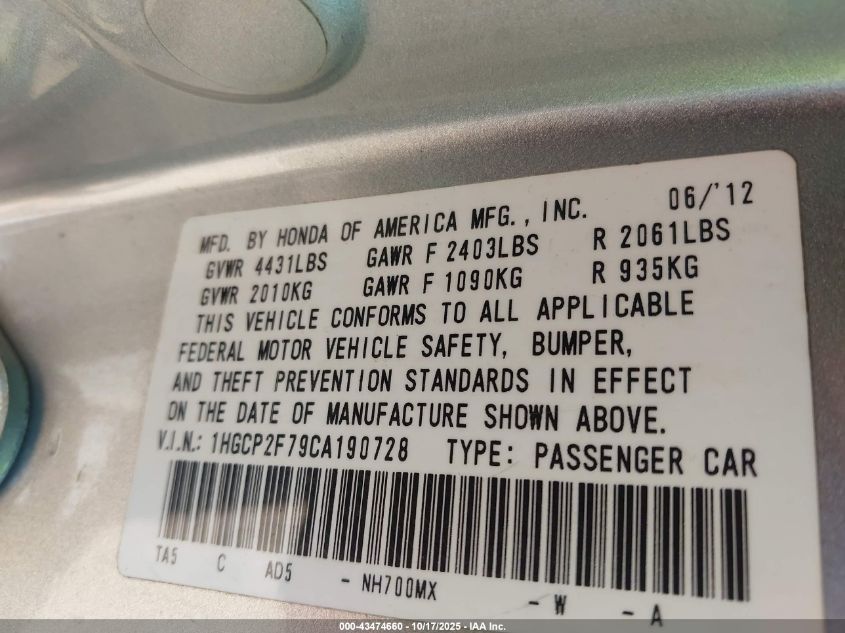 MFD. BY HONDA OF AMERICA MFG., INC. 06/'12
GVWR 4431LBS GAWR F 2403LBS R 2061LBS
GVWR 2010KG GAWR F 1090KG R 935KG
THIS VEHICLE CONFORMS TO ALL APPLICABLE
FEDERAL MOTOR VEHICLE SAFETY, BUMPER,
AND THEFT PREVENTION STANDARDS IN EFFECT
ON THE DATE OF MANUFACTURE SHOWN ABOVE.
V.I.N.: 1HGCP2F79CA190728 TYPE: PASSENGER CAR
TA5 C AD5 - NH700MX - W - A
000-43474660 - 10/17/2025 - IAA Inc.